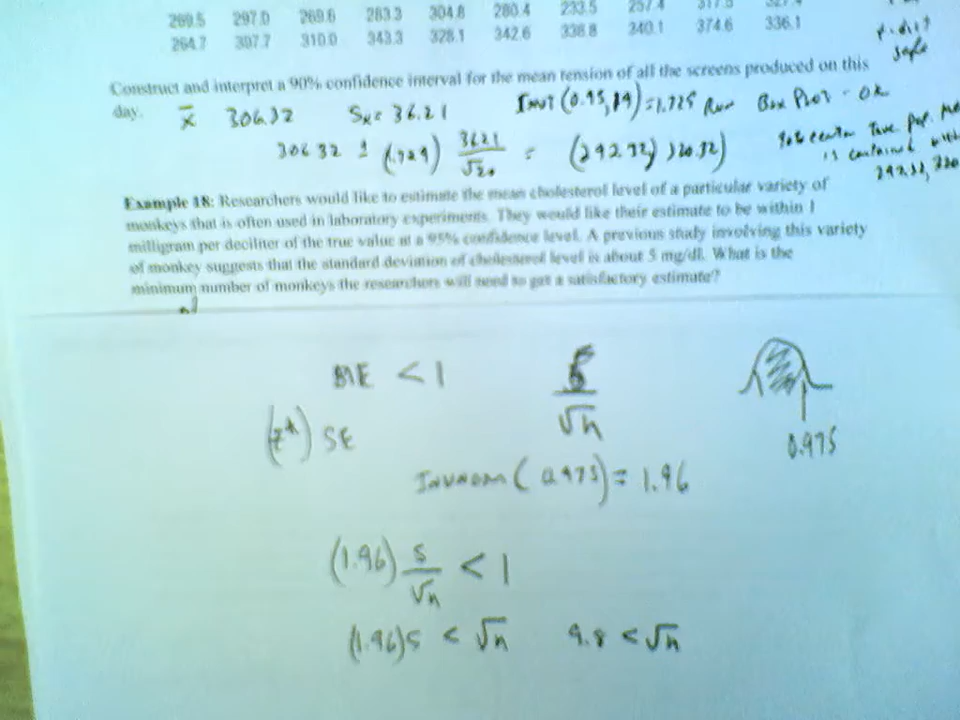 269.5 297.0 269.6 283.3 304.8 280.4 233.5 257.4 317.5
264.7 307.7 310.0 343.3 328.1 342.6 338.8 340.1 374.6 336.1
Construct and interpret a 90% confidence interval for the mean tension of all the screens produced on this
day. x̄ 306.32 Sx= 36.21 INVT (0.95, 19) = 1.725 Box Plot - OK
306.32 ± (1.729) 36.21/√20 = (292.32, 320.32)
Example 18: Researchers would like to estimate the mean cholesterol level of a particular variety of
monkeys that is often used in laboratory experiments. They would like their estimate to be within 1
milligram per deciliter of the true value at a 95% confidence level. A previous study involving this variety
of monkey suggests that the standard deviation of cholesterol level is about 5 mg/dl. What is the
minimum number of monkeys the researchers will need to get a satisfactory estimate?
ME < 1 5/√n
(z*) SE 0.975
INVNORM (0.975) = 1.96
(1.96) 5/√n < 1
(1.96)5 < √n 9.8 < √n